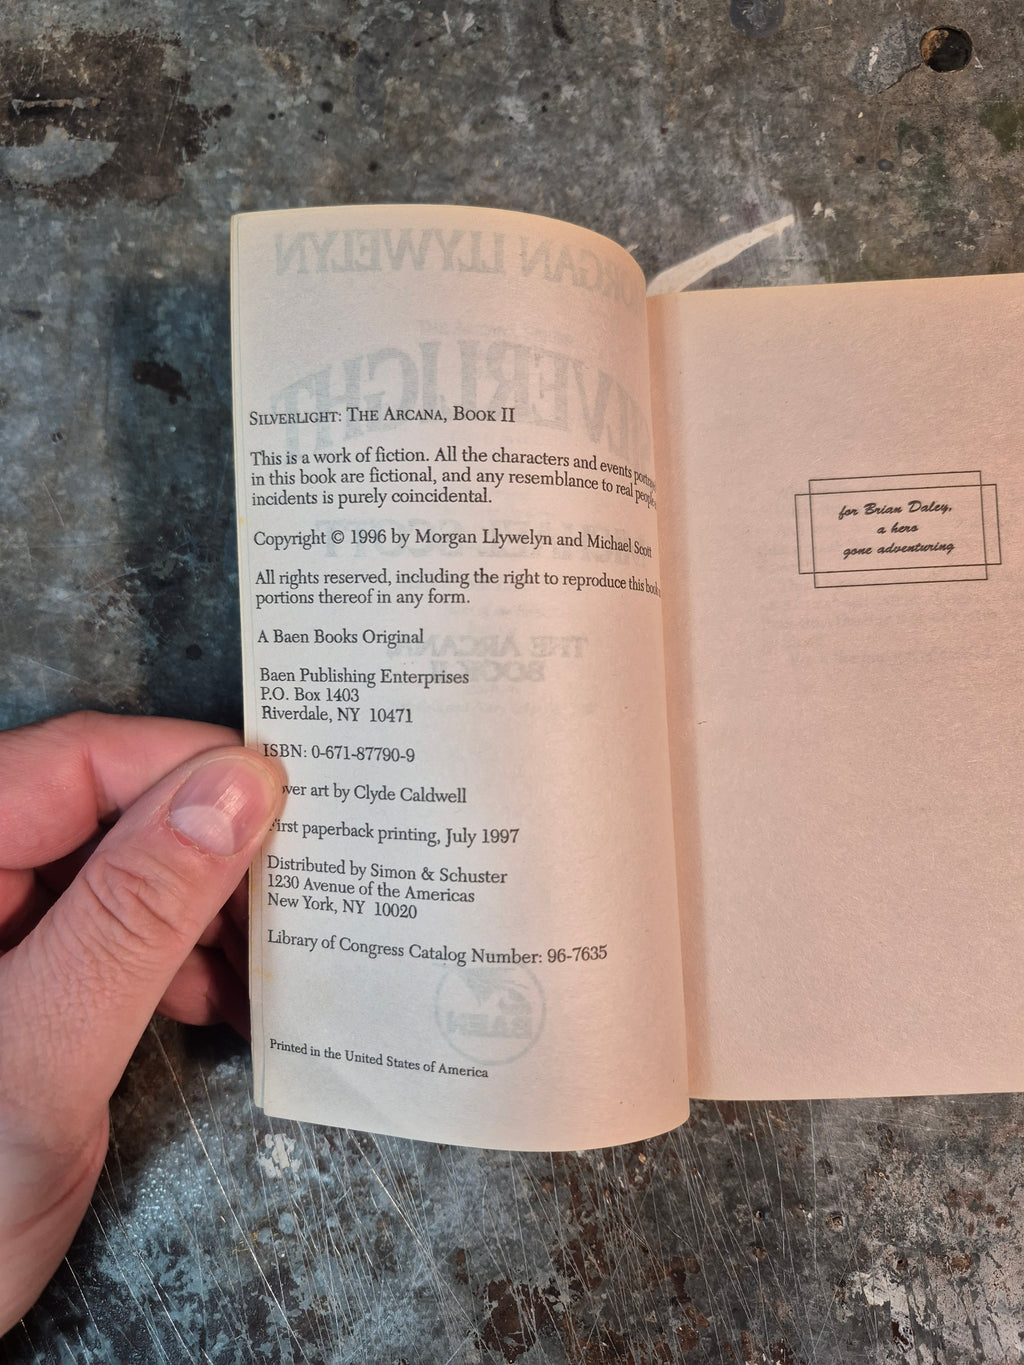 SILVERLIGHT: THE ARCANA, BOOK II
This is a work of fiction. All the characters and events
in this book are fictional, and any resemblance to real people
incidents is purely coincidental.
Copyright © 1996 by Morgan Llywelyn and Michael Scott
All rights reserved, including the right to reproduce this book
portions thereof in any form.
A Baen Books Original
Baen Publishing Enterprises
P.O. Box 1403
Riverdale, NY 10471
ISBN: 0-671-87790-9
ver art by Clyde Caldwell
First paperback printing, July 1997
Distributed by Simon & Schuster
1230 Avenue of the Americas
New York, NY 10020
Library of Congress Catalog Number: 96-7635
Printed in the United States of America
for Brian Daley,
a hero
gone adventuring